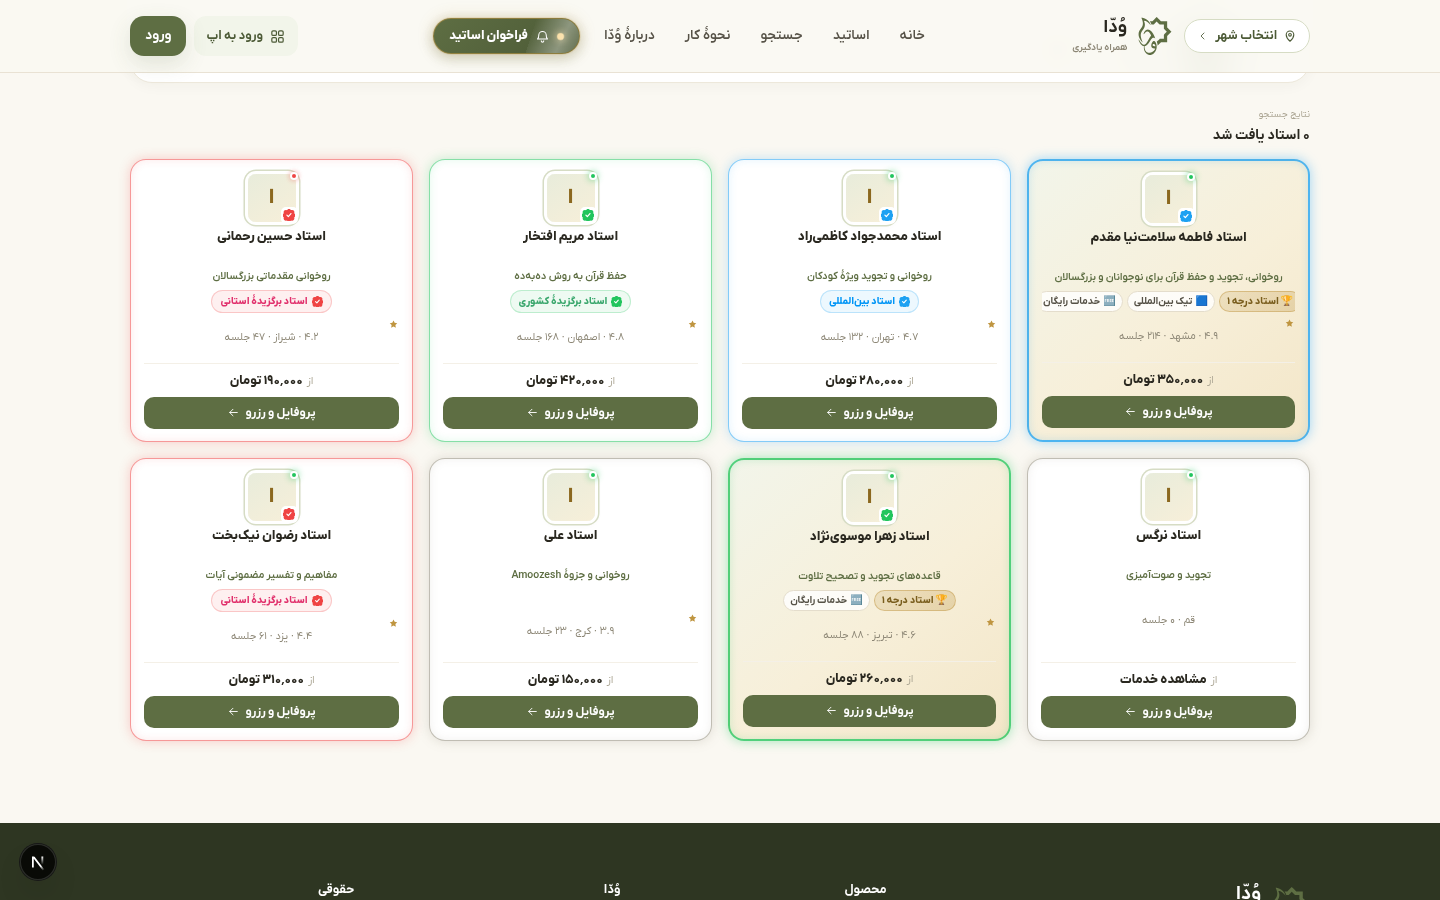 انتخاب شهر
وُدّا
همراه یادگیری
خانه
اساتید
جستجو
نحوهٔ کار
دربارهٔ وُدّا
فراخوان اساتید
ورود به اپ
ورود
نتایج جستجو
۰ استاد یافت شد
ا
استاد فاطمه سلامت‌نیا مقدم
روخوانی، تجوید و حفظ قرآن برای نوجوانان و بزرگسالان
🏆 استاد درجه ۱
🟦 تیک بین‌المللی
🆓 خدمات رایگان
۴.۹ · مشهد · ۲۱۴ جلسه
از ۳۵۰,۰۰۰ تومان
پروفایل و رزرو ←
ا
استاد محمدجواد کاظمی‌راد
روخوانی و تجوید ویژهٔ کودکان
استاد بین‌المللی
۴.۷ · تهران · ۱۳۲ جلسه
از ۲۸۰,۰۰۰ تومان
پروفایل و رزرو ←
ا
استاد مریم افتخار
حفظ قرآن به روش ده‌به‌ده
استاد برگزیدهٔ کشوری
۴.۸ · اصفهان · ۱۶۸ جلسه
از ۴۲۰,۰۰۰ تومان
پروفایل و رزرو ←
ا
استاد حسین رحمانی
روخوانی مقدماتی بزرگسالان
استاد برگزیدهٔ استانی
۴.۲ · شیراز · ۴۷ جلسه
از ۱۹۰,۰۰۰ تومان
پروفایل و رزرو ←
ا
استاد نرگس
تجوید و صوت‌آمیزی
قم · ۰ جلسه
از مشاهده خدمات
پروفایل و رزرو ←
ا
استاد زهرا موسوی‌نژاد
قاعده‌های تجوید و تصحیح تلاوت
🏆 استاد درجه ۱
🆓 خدمات رایگان
۴.۶ · تبریز · ۸۸ جلسه
از ۲۶۰,۰۰۰ تومان
پروفایل و رزرو ←
ا
استاد علی
روخوانی و جزوهٔ Amoozesh
۳.۹ · کرج · ۲۳ جلسه
از ۱۵۰,۰۰۰ تومان
پروفایل و رزرو ←
ا
استاد رضوان نیک‌بخت
مفاهیم و تفسیر مضمونی آیات
استاد برگزیدهٔ استانی
۴.۴ · یزد · ۶۱ جلسه
از ۳۱۰,۰۰۰ تومان
پروفایل و رزرو ←
وُدّا
محصول
وُدّا
حقوقی
N